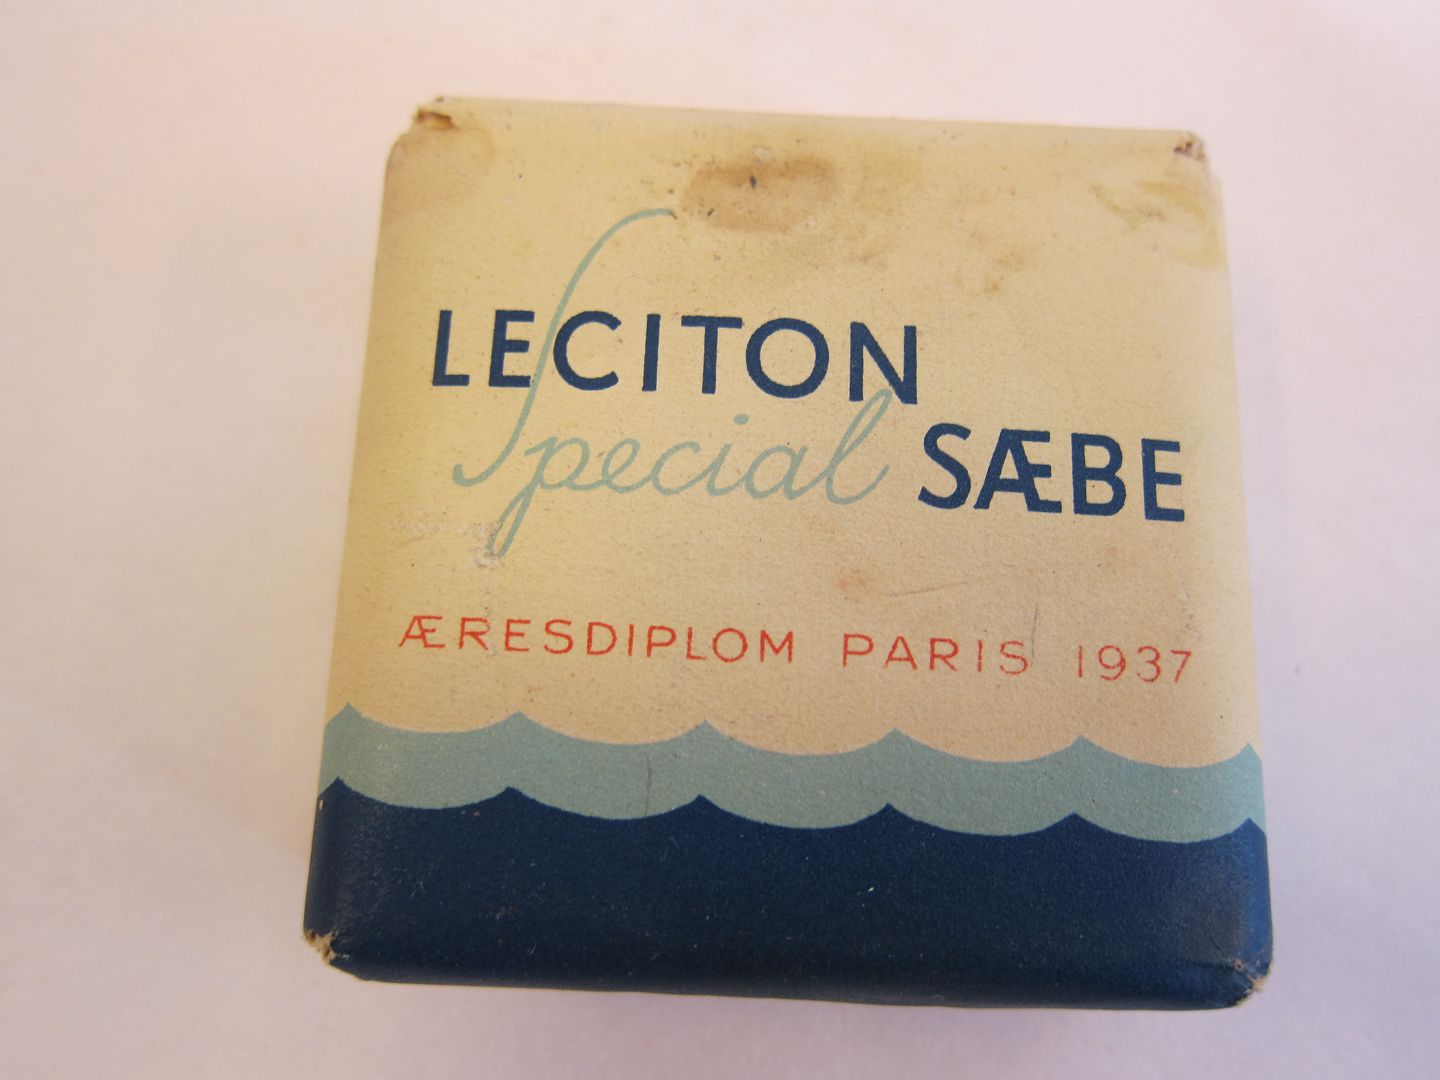 LECITON
Special SÆBE
ÆRESDIPLOM PARIS 1937